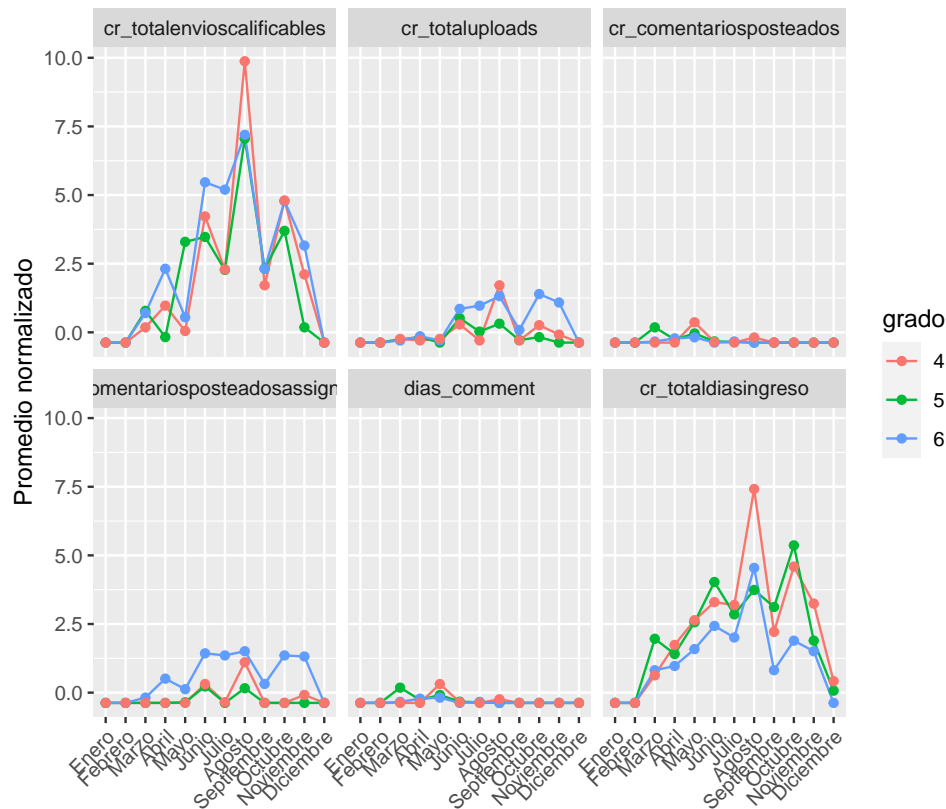 cr_totalenvioscalificables
cr_totaluploads
cr_comentariosposteados
10.0
7.5
5.0
2.5
0.0
omentariosposteadosassign
dias_comment
cr_totaldiasingreso
10.0
7.5
5.0
2.5
0.0
Promedio normalizado
Enero
Febrero
Marzo
Abril
Mayo
Junio
Julio
Agosto
Septiembre
Octubre
Noviembre
Diciembre
Enero
Febrero
Marzo
Abril
Mayo
Junio
Julio
Agosto
Septiembre
Octubre
Noviembre
Diciembre
Enero
Febrero
Marzo
Abril
Mayo
Junio
Julio
Agosto
Septiembre
Octubre
Noviembre
Diciembre
grado
4
5
6